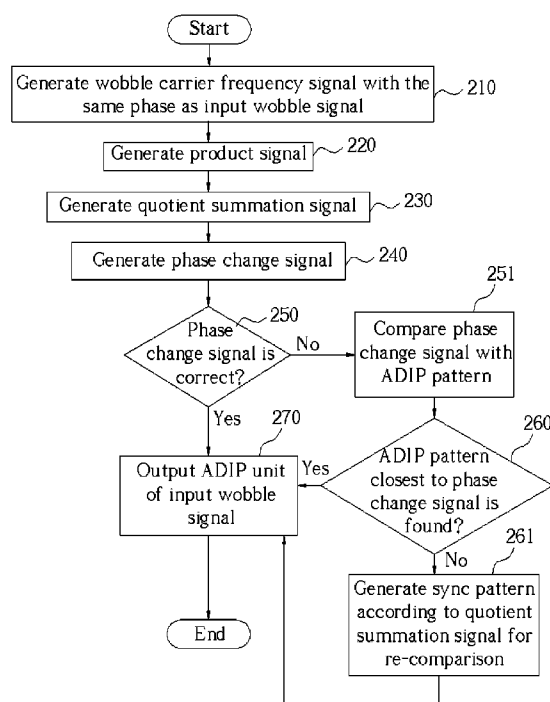 Start
Generate wobble carrier frequency signal with the
same phase as input wobble signal
210
Generate product signal
220
Generate quotient summation signal
230
Generate phase change signal
240
Phase
change signal is
correct?
250
No
Yes
Compare phase
change signal with
ADIP pattern
251
ADIP pattern
closest to phase
change signal is
found?
260
Yes
No
Output ADIP unit
of input wobble
signal
270
Generate sync pattern
according to quotient
summation signal for
re-comparison
261
End